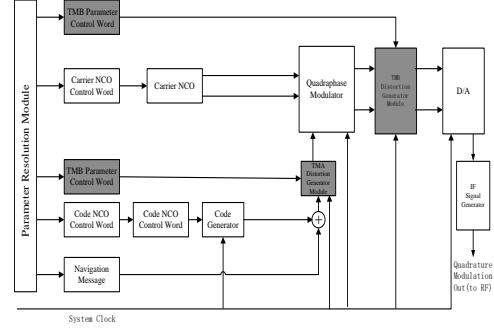 Parameter Resolution Module
TMB Parameter
Control Word
Carrier NCO
Control Word
Carrier NCO
Quadraphase
Modulator
TMB
Distortion
Generator
Module
D/A
TMB Parameter
Control Word
TMA
Distortion
Generator
Module
Code NCO
Control Word
Code NCO
Control Word
Code
Generator
+
IF
Signal
Generator
Navigation
Message
Quadrature
Modulation
Out(to RF)
System Clock